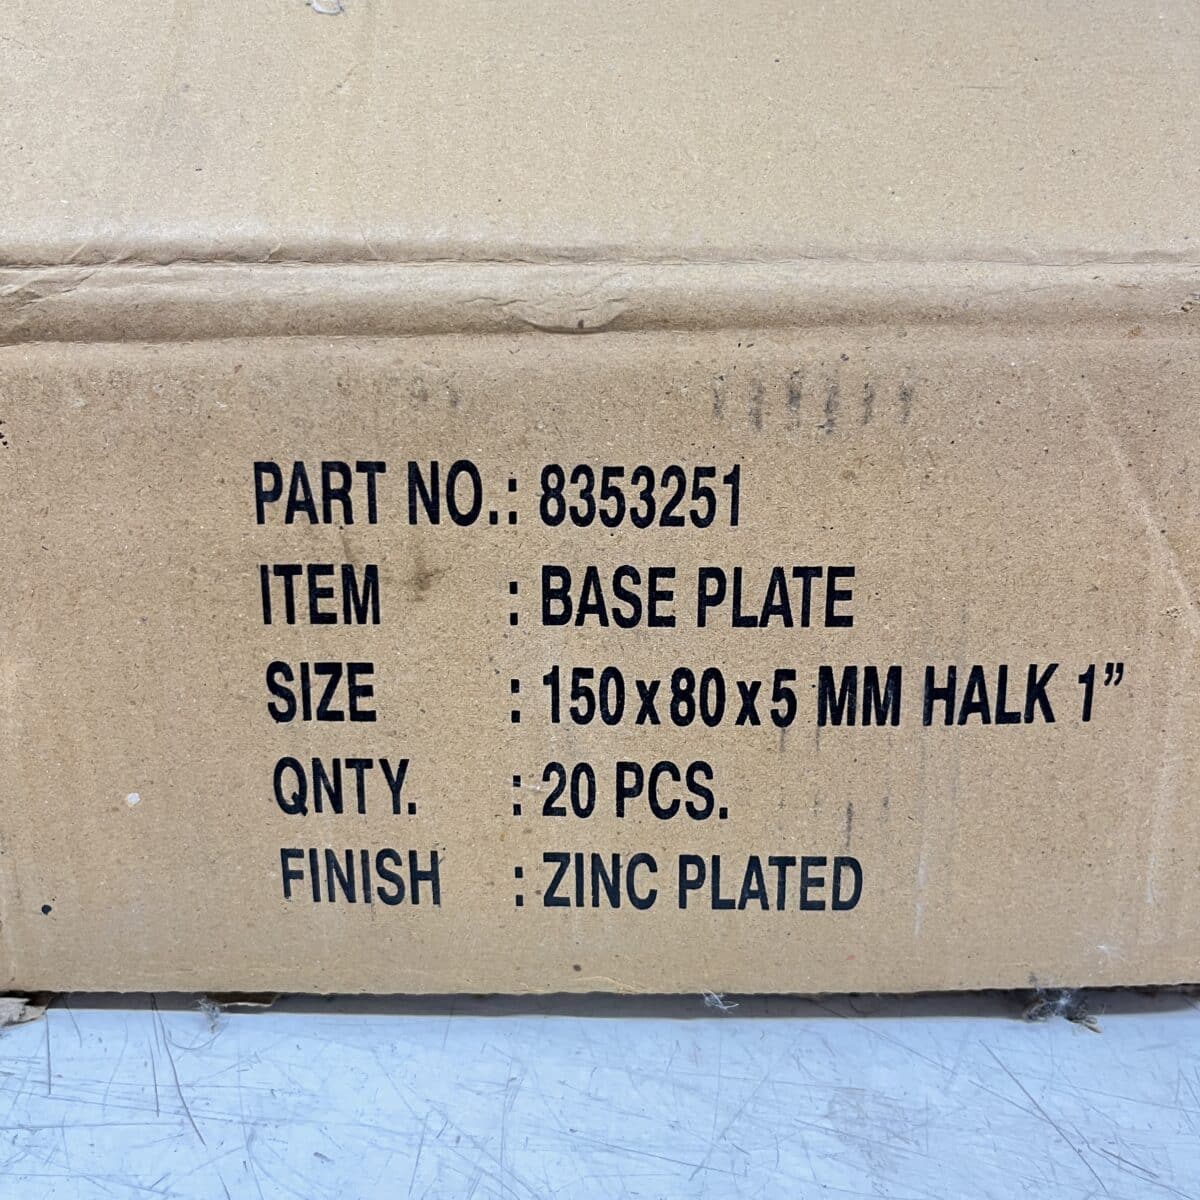 PART NO.: 8353251
ITEM : BASE PLATE
SIZE : 150 x 80 x 5 MM HALK 1”
QNTY. : 20 PCS.
FINISH : ZINC PLATED